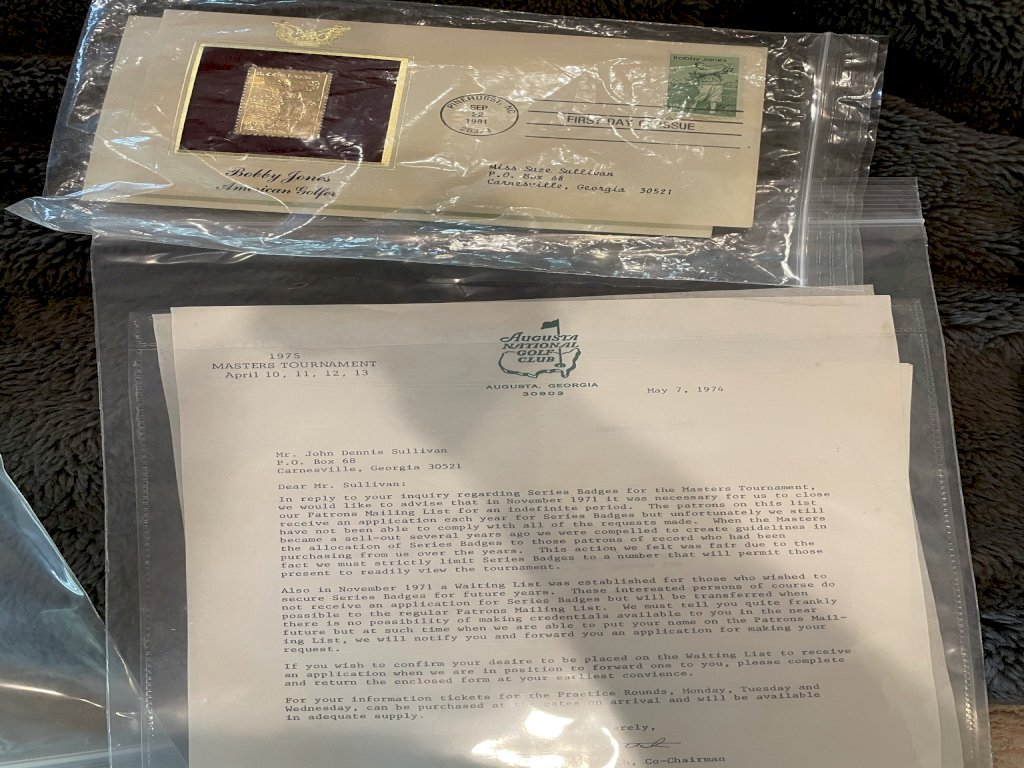 Bobby Jones
PINEHURST, NC
SEP
22
1981
28374
FIRST DAY OF ISSUE
Bobby Jones
American Golfer
Miss Suze Sullivan
P.O. Box 68
Carnesville, Georgia 30521
1975
MASTERS TOURNAMENT
April 10, 11, 12, 13
AUGUSTA
NATIONAL
GOLF
CLUB
AUGUSTA, GEORGIA
30903
May 7, 1974
Mr. John Dennis Sullivan
P.O. Box 68
Carnesville, Georgia 30521
Dear Mr. Sullivan:
In reply to your inquiry regarding Series Badges for the Masters Tournament,
we would like to advise that in November 1971 it was necessary for us to close
our Patrons Mailing List for an indefinite period. The patrons on this list
receive an application each year for Series Badges but unfortunately we still
have not been able to comply with all of the requests made. When the Masters
became a sell-out several years ago we were compelled to create guidelines in
the allocation of Series Badges to those patrons of record who had been
purchasing from us over the years. This action we felt was fair due to the
fact we must strictly limit Series Badges to a number that will permit those
present to readily view the tournament.
Also in November 1971 a Waiting List was established for those who wished to
secure Series Badges for future years. These interested persons of course do
not receive an application for Series Badges but will be transferred when
possible to the regular Patrons Mailing List. We must tell you quite frankly
there is no possibility of making credentials available to you in the near
future but at such time when we are able to put your name on the Patrons Mail-
ing List, we will notify you and forward you an application for making your
request.
If you wish to confirm your desire to be placed on the Waiting List to receive
an application when we are in position to forward one to you, please complete
and return the enclosed form at your earliest convience.
For your information tickets for the Practice Rounds, Monday, Tuesday and
Wednesday, can be purchased at the gates on arrival and will be available
in adequate supply.
erely,
h, Co-Chairman